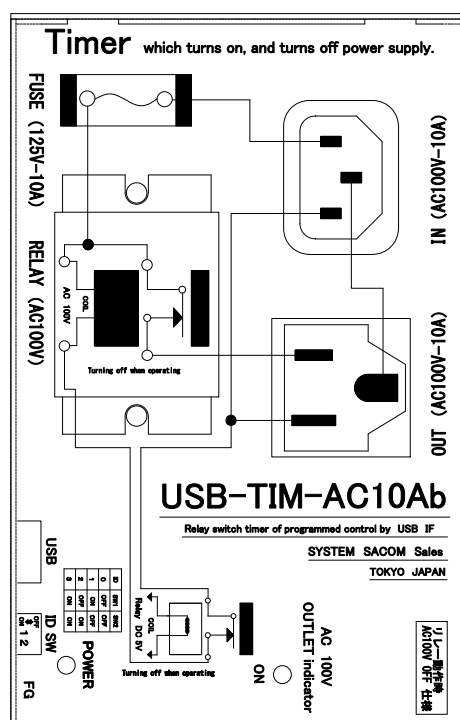 Timer which turns on, and turns off power supply.
FUSE (125V-10A)
IN (AC100V-10A)
RELAY (AC100V)
AC 100V
COIL
Turning off when operating
OUT (AC100V-10A)
USB-TIM-AC10Ab
Relay switch timer of programmed control by USB IF
SYSTEM SACOM Sales
TOKYO JAPAN
USB
ID SW1 SW2
0 OFF OFF
1 ON OFF
2 OFF ON
3 ON ON
Relay DC 5V
COIL
Turning off when operating
AC 100V
OUTLET indicator
ON
POWER
ID SW
OFF
ON 1 2
FG
リレー動作時
AC100V OFF 仕様